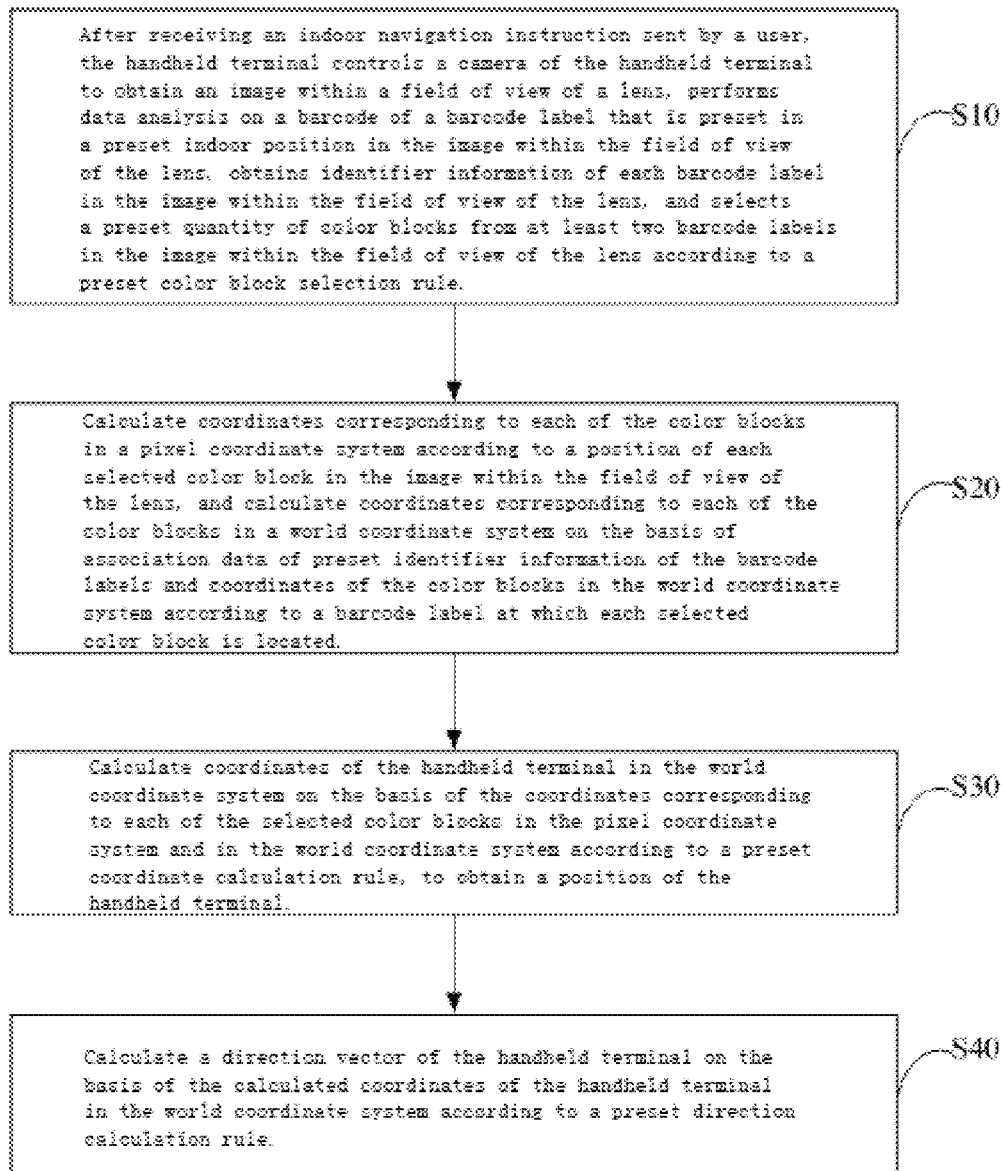 After receiving an indoor navigation instruction sent by a user,
the handheld terminal controls a camera of the handheld terminal
to obtain an image within a field of view of a lens, performs
data analysis on a barcode of a barcode label that is preset in
a preset indoor position in the image within the field of view
of the lens, obtains identifier information of each barcode label
in the image within the field of view of the lens, and selects
a preset quantity of color blocks from at least two barcode labels
in the image within the field of view of the lens according to a
preset color block selection rule.
S10
Calculate coordinates corresponding to each of the color blocks
in a pixel coordinate system according to a position of each
selected color block in the image within the field of view of
the lens, and calculate coordinates corresponding to each of the
color blocks in a world coordinate system on the basis of
association data of preset identifier information of the barcode
labels and coordinates of the color blocks in the world coordinate
system according to a barcode label at which each selected
color block is located.
S20
Calculate coordinates of the handheld terminal in the world
coordinate system on the basis of the coordinates corresponding
to each of the selected color blocks in the pixel coordinate
system and in the world coordinate system according to a preset
coordinate calculation rule, to obtain a position of the
handheld terminal.
S30
Calculate a direction vector of the handheld terminal on the
basis of the calculated coordinates of the handheld terminal
in the world coordinate system according to a preset direction
calculation rule.
S40